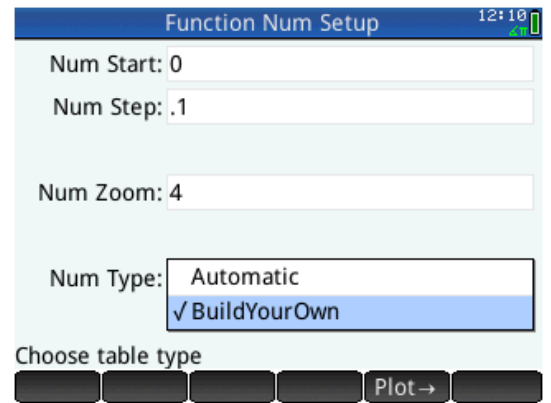 Function Num Setup 12:10
∡π
Num Start: 0
Num Step: .1
Num Zoom: 4
Num Type: Automatic
√ BuildYourOwn
Choose table type
Plot→